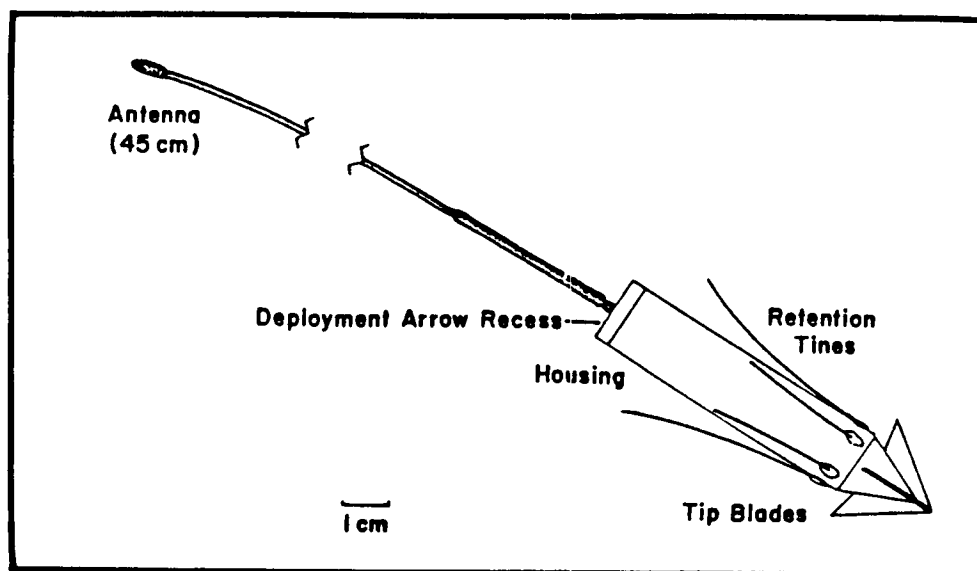 Antenna
(45 cm)
Deployment Arrow Recess
Retention
Tines
Housing
Tip Blades
1 cm